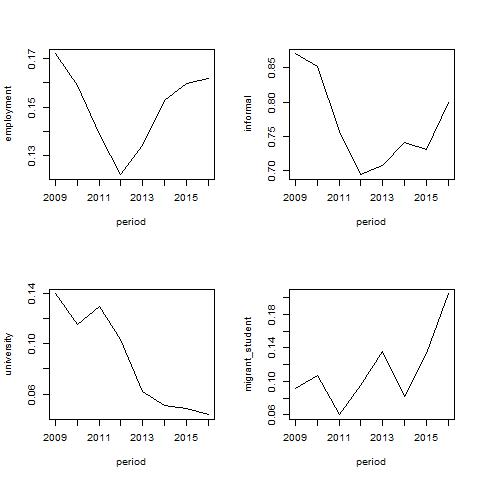 employment
0.17
0.15
0.13
2009 2011 2013 2015
period
informal
0.85
0.80
0.75
0.70
2009 2011 2013 2015
period
university
0.14
0.10
0.06
2009 2011 2013 2015
period
migrant_student
0.18
0.14
0.10
0.06
2009 2011 2013 2015
period